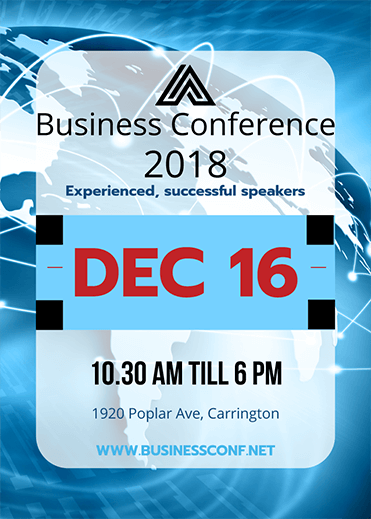 Business Conference
2018
Experienced, successful speakers
DEC 16
10.30 AM TILL 6 PM
1920 Poplar Ave, Carrington
WWW.BUSINESSCONF.NET